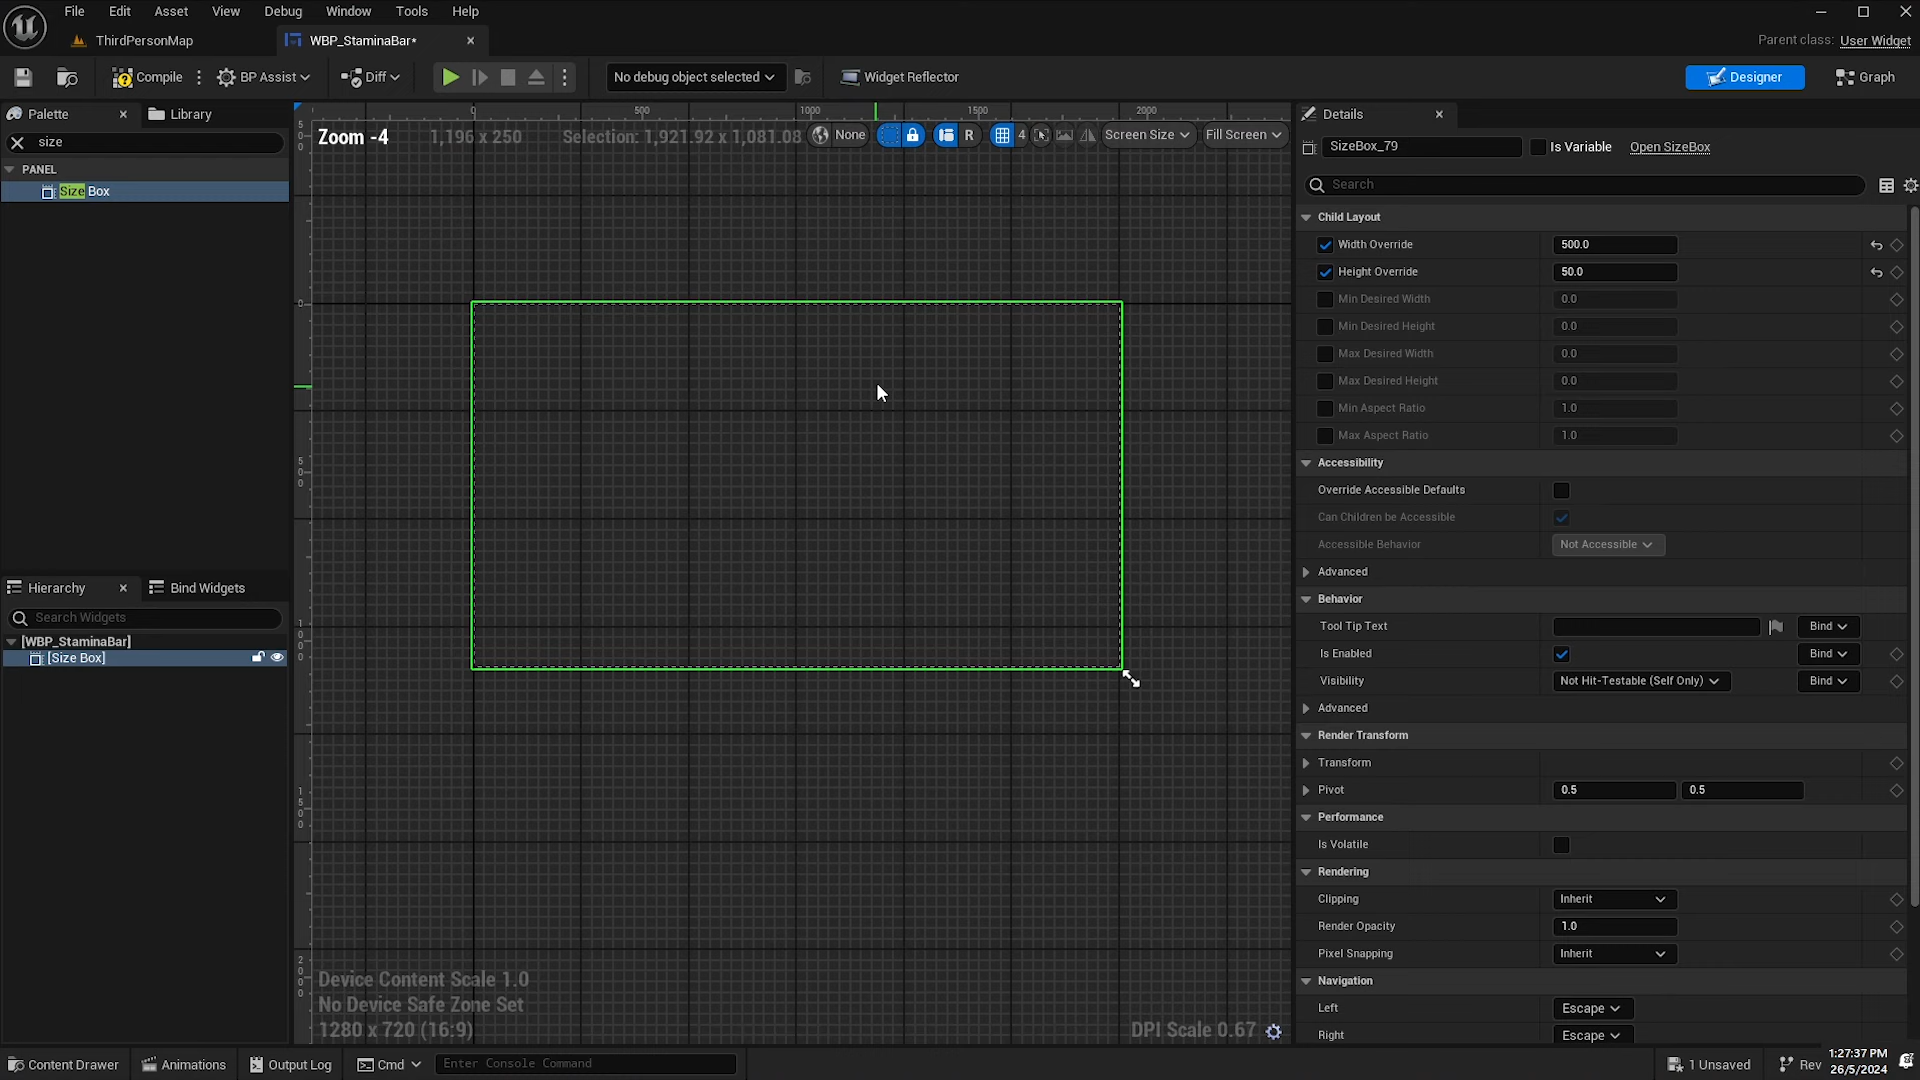 File Edit Asset View Debug Window Tools Help
ThirdPersonMap WBP_StaminaBar*
Parent class: User Widget
Compile BP Assist Diff No debug object selected Widget Reflector Designer Graph
Palette Library
size
PANEL
Size Box
0 500 1000 1500 2000
Zoom -4 1,196 x 250 Selection: 1,921.92 x 1,081.08 None R 4 Screen Size Fill Screen
Device Content Scale 1.0
No Device Safe Zone Set
1280 x 720 (16:9) DPI Scale 0.67
Hierarchy Bind Widgets
Search Widgets
[WBP_StaminaBar]
[Size Box]
Details
SizeBox_79 Is Variable Open SizeBox
Search
Child Layout
Width Override 500.0
Height Override 50.0
Min Desired Width 0.0
Min Desired Height 0.0
Max Desired Width 0.0
Max Desired Height 0.0
Min Aspect Ratio 1.0
Max Aspect Ratio 1.0
Accessibility
Override Accessible Defaults
Can Children be Accessible
Accessible Behavior Not Accessible
Advanced
Behavior
Tool Tip Text Bind
Is Enabled Bind
Visibility Not Hit-Testable (Self Only) Bind
Advanced
Render Transform
Transform
Pivot 0.5 0.5
Performance
Is Volatile
Rendering
Clipping Inherit
Render Opacity 1.0
Pixel Snapping Inherit
Navigation
Left Escape
Right Escape
Content Drawer Animations Output Log Cmd Enter Console Command 1 Unsaved Rev 1:27:37 PM
26/5/2024